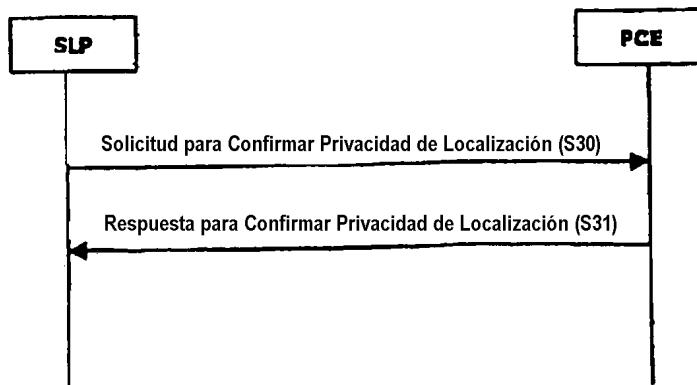 SLP
PCE
Solicitud para Confirmar Privacidad de Localización (S30)
Respuesta para Confirmar Privacidad de Localización (S31)